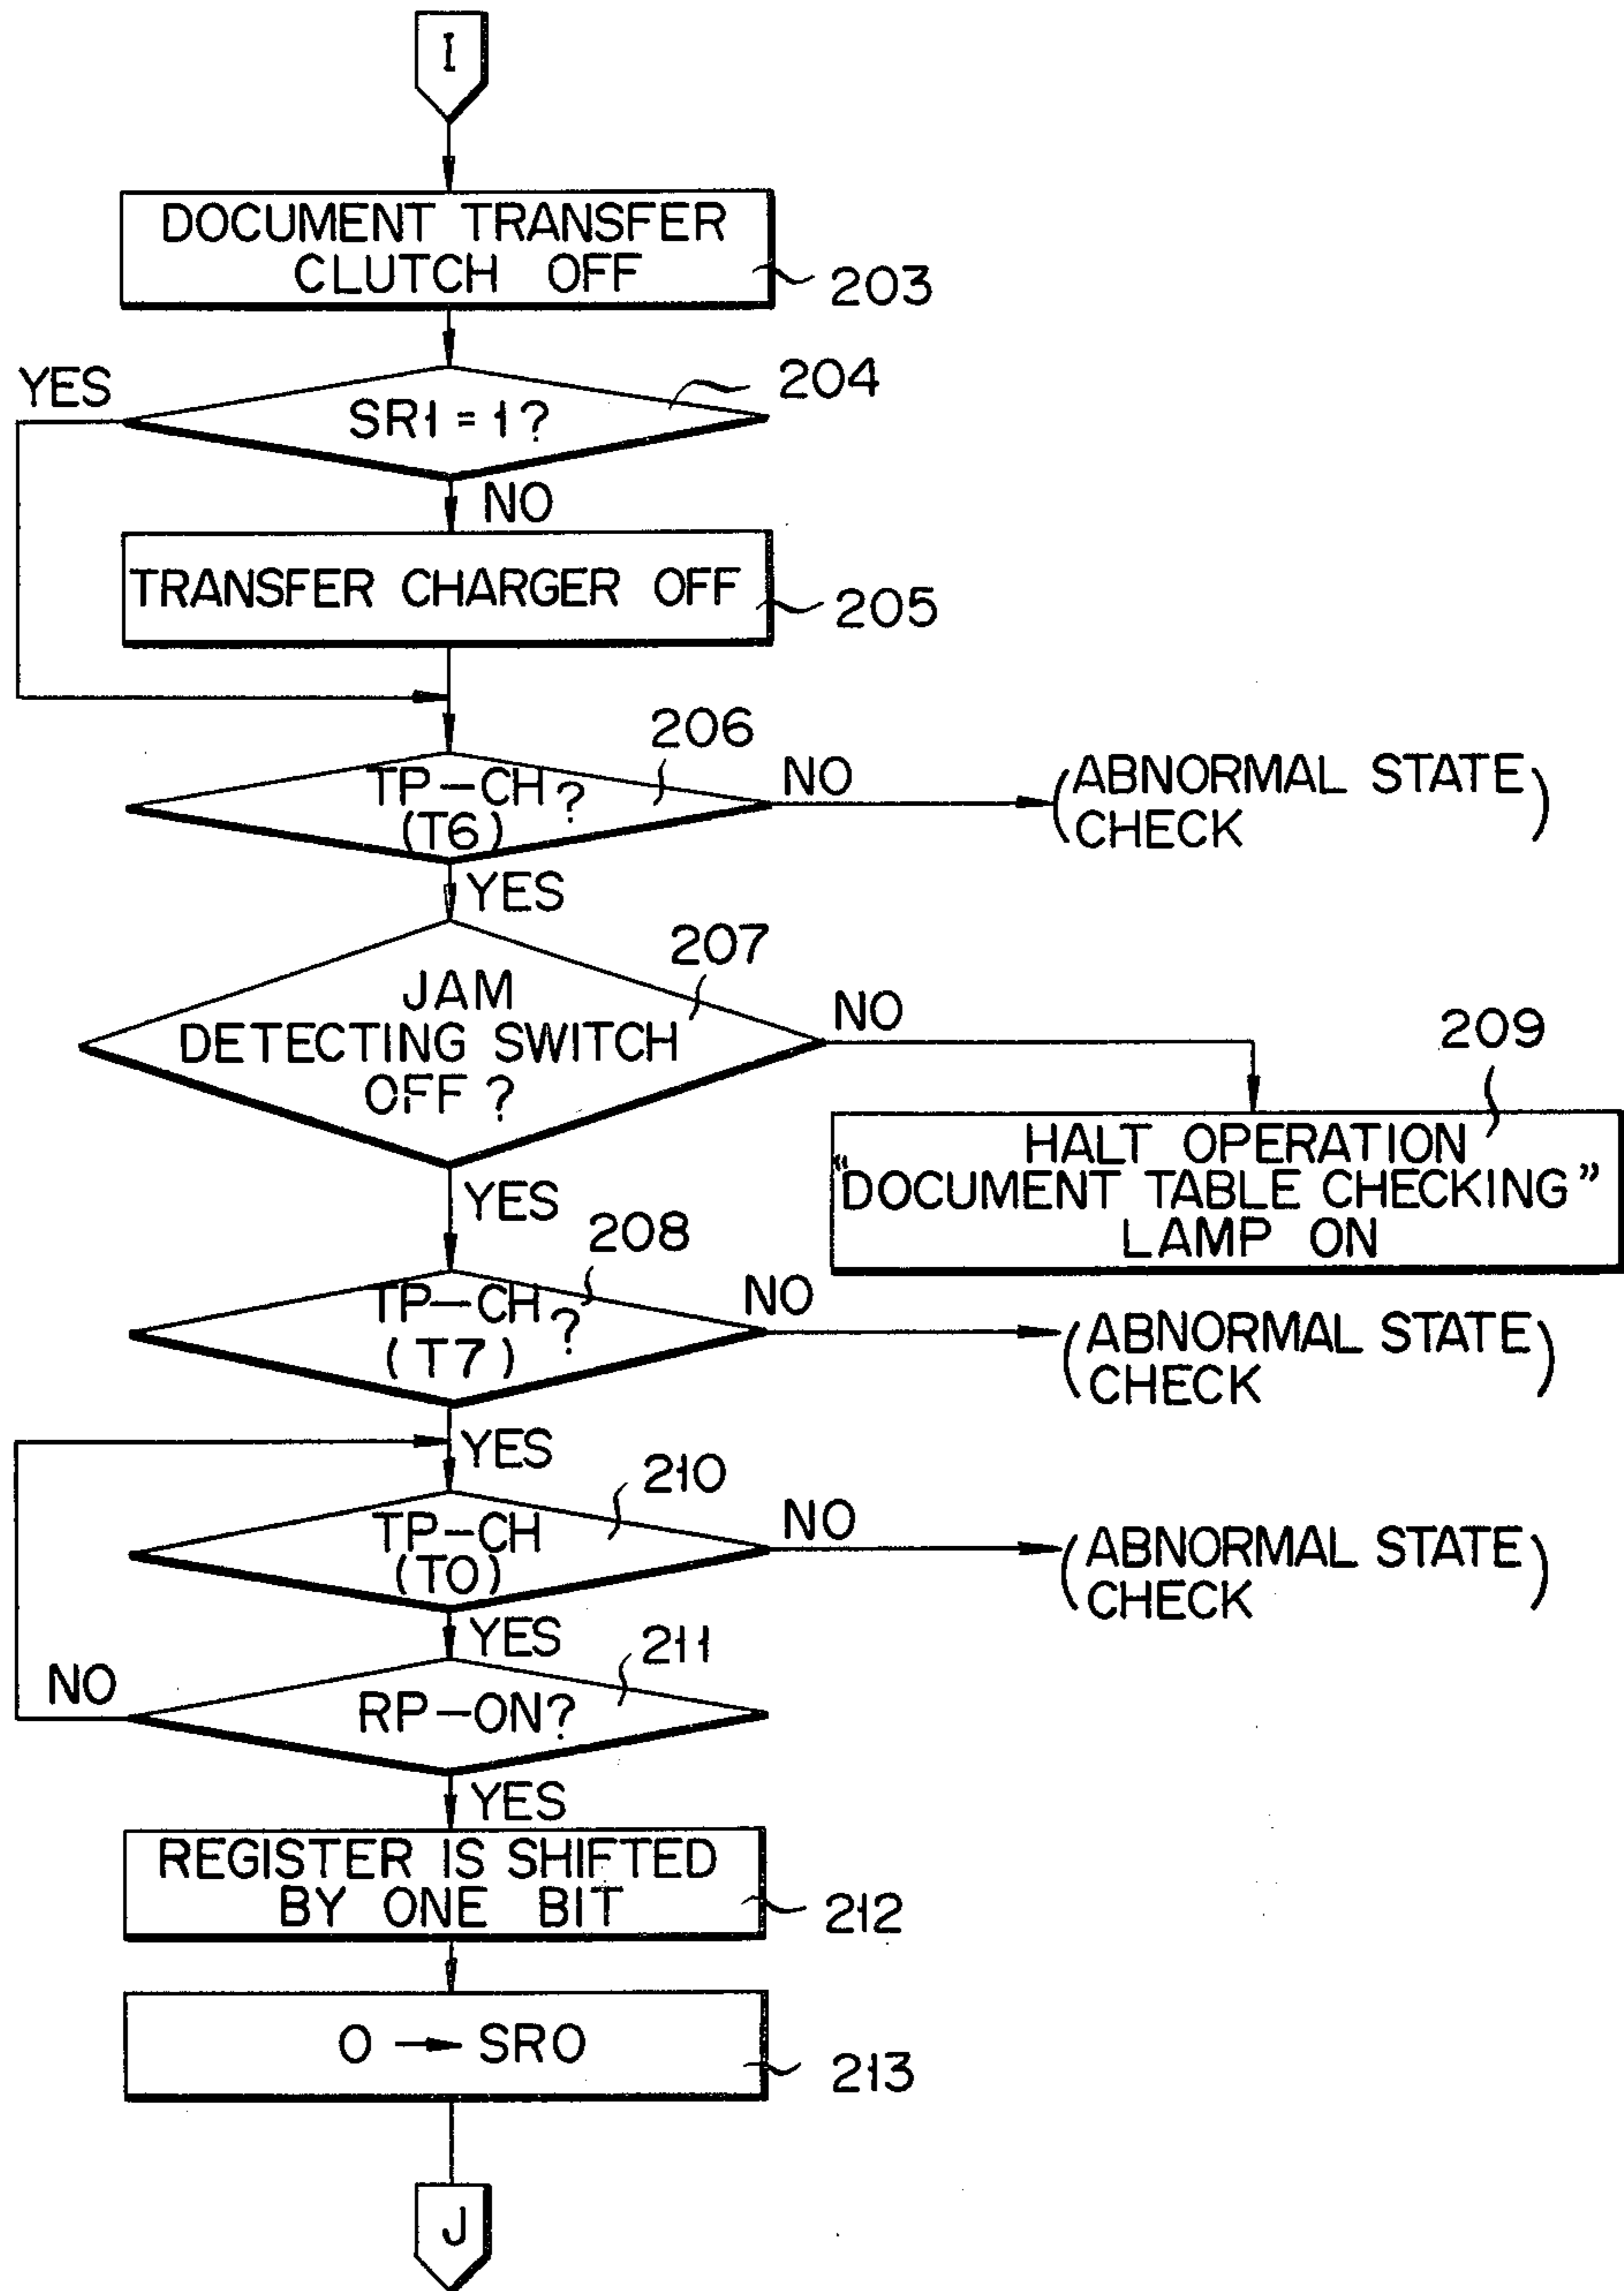 I
DOCUMENT TRANSFER
CLUTCH OFF
203
204
YES
SR1 = 1?
NO
TRANSFER CHARGER OFF
205
206
TP-CH?
(T6)
NO
(ABNORMAL STATE
CHECK)
YES
207
JAM
DETECTING SWITCH
OFF?
NO
209
HALT OPERATION
"DOCUMENT TABLE CHECKING"
LAMP ON
YES
208
TP-CH?
(T7)
NO
(ABNORMAL STATE
CHECK)
YES
210
TP-CH
(T0)
NO
(ABNORMAL STATE
CHECK)
YES
211
NO
RP-ON?
YES
REGISTER IS SHIFTED
BY ONE BIT
212
0 → SR0
213
J